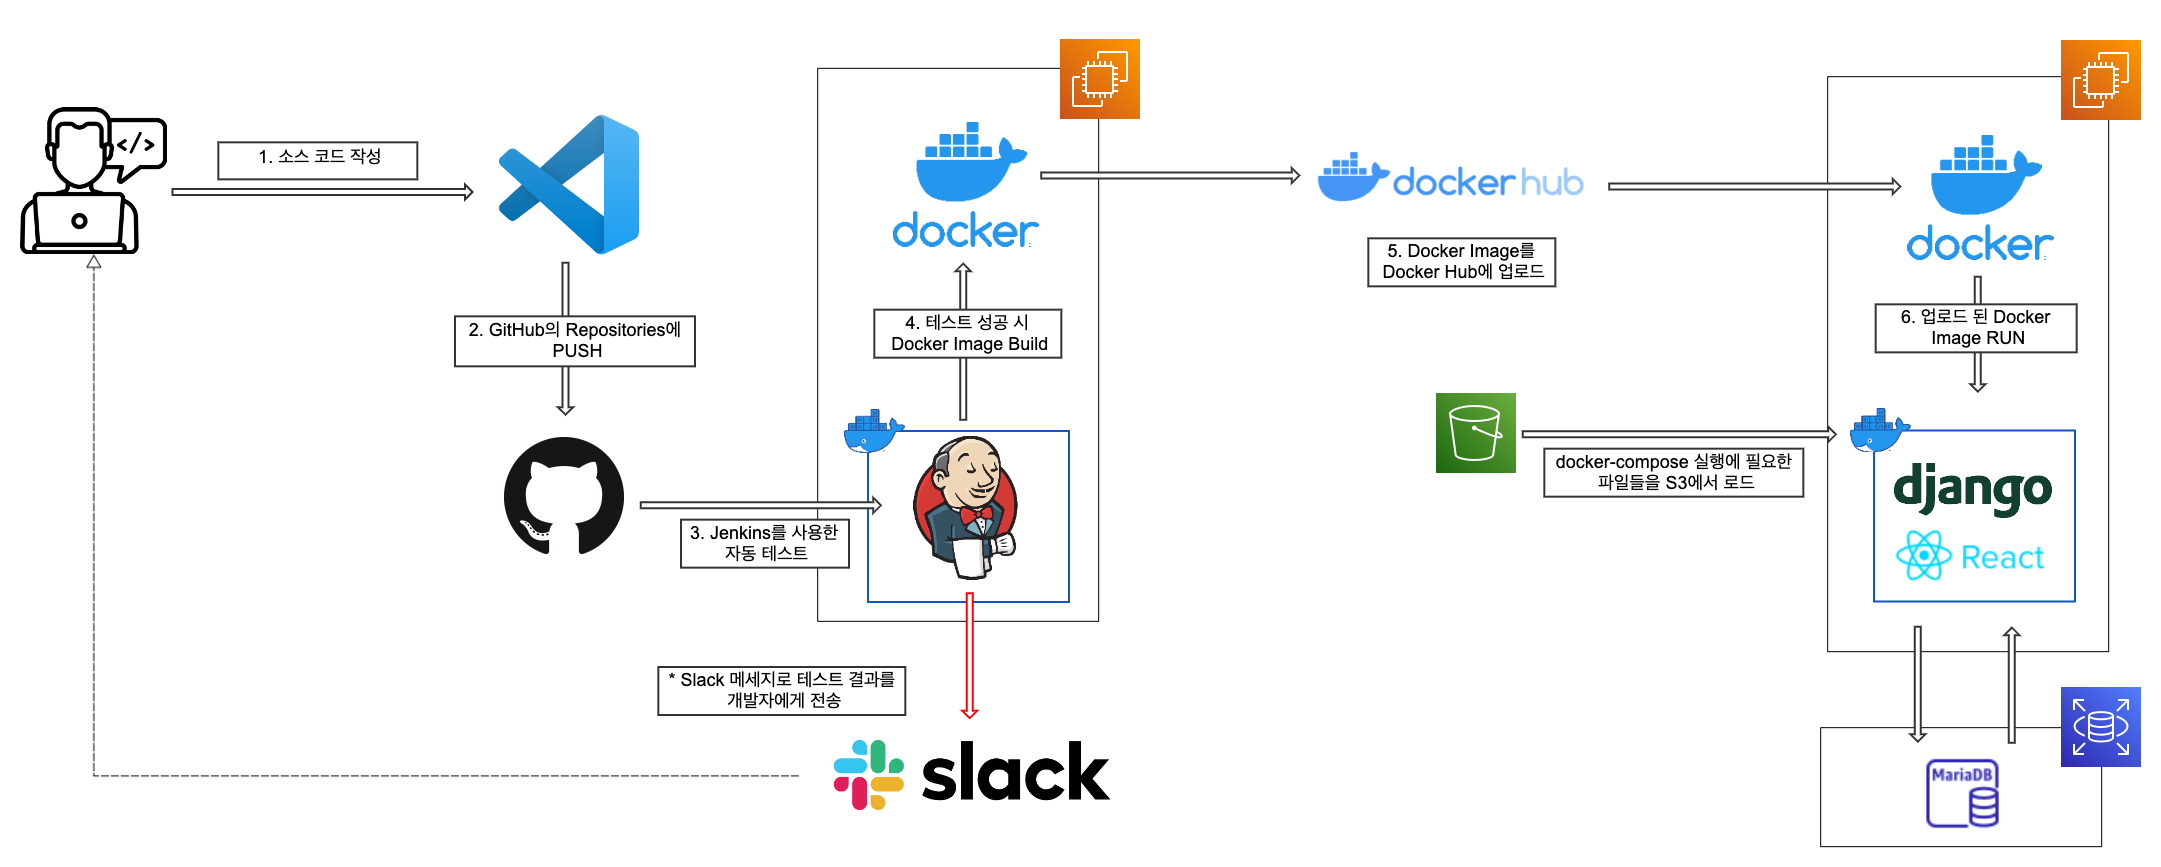 </>
1. 소스 코드 작성
docker
dockerhub
docker
5. Docker Image를
Docker Hub에 업로드
2. GitHub의 Repositories에
PUSH
4. 테스트 성공 시
Docker Image Build
6. 업로드 된 Docker
Image RUN
docker-compose 실행에 필요한
파일들을 S3에서 로드
django
React
3. Jenkins를 사용한
자동 테스트
* Slack 메세지로 테스트 결과를
개발자에게 전송
slack
MariaDB